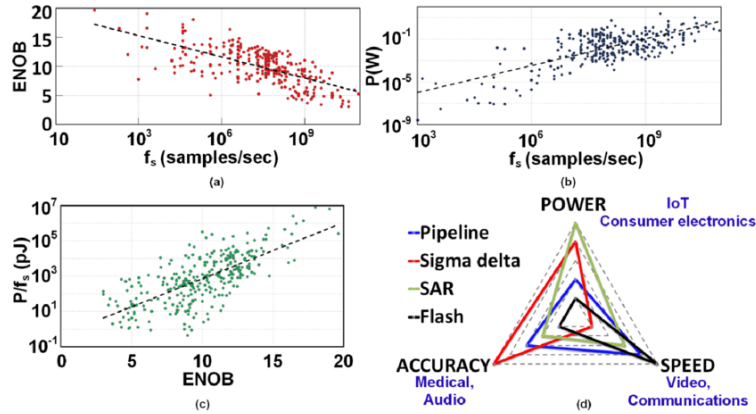 20
15
10
5
0
ENOB
10
10³
10⁶
10⁹
fₛ (samples/sec)
(a)
P(W)
10⁻¹
10⁻⁵
10⁻⁹
10³
10⁶
10⁹
fₛ (samples/sec)
(b)
P/fₛ (pJ)
10⁷
10⁵
10³
10¹
10⁻¹
0
5
10
15
20
ENOB
(c)
POWER
IoT
Consumer electronics
Pipeline
Sigma delta
SAR
Flash
ACCURACY
Medical,
Audio
SPEED
Video,
Communications
(d)